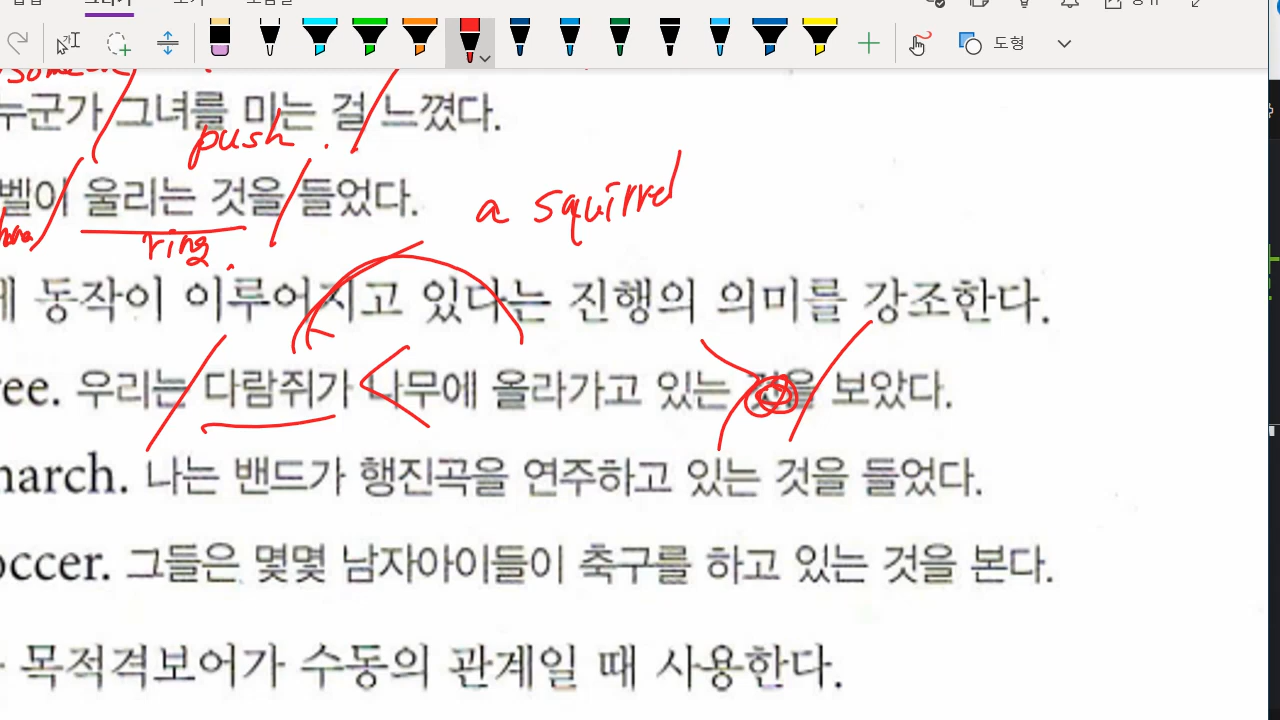 도형
누군가 그녀를 미는 걸 느꼈다.
push.
벨이 울리는 것을 들었다.
a squirrel
ring.
동작이 이루어지고 있다는 진행의 의미를 강조한다.
ree. 우리는 다람쥐가 나무에 올라가고 있는 것을 보았다.
narch. 나는 밴드가 행진곡을 연주하고 있는 것을 들었다.
occer. 그들은 몇몇 남자아이들이 축구를 하고 있는 것을 본다.
목적격보어가 수동의 관계일 때 사용한다.